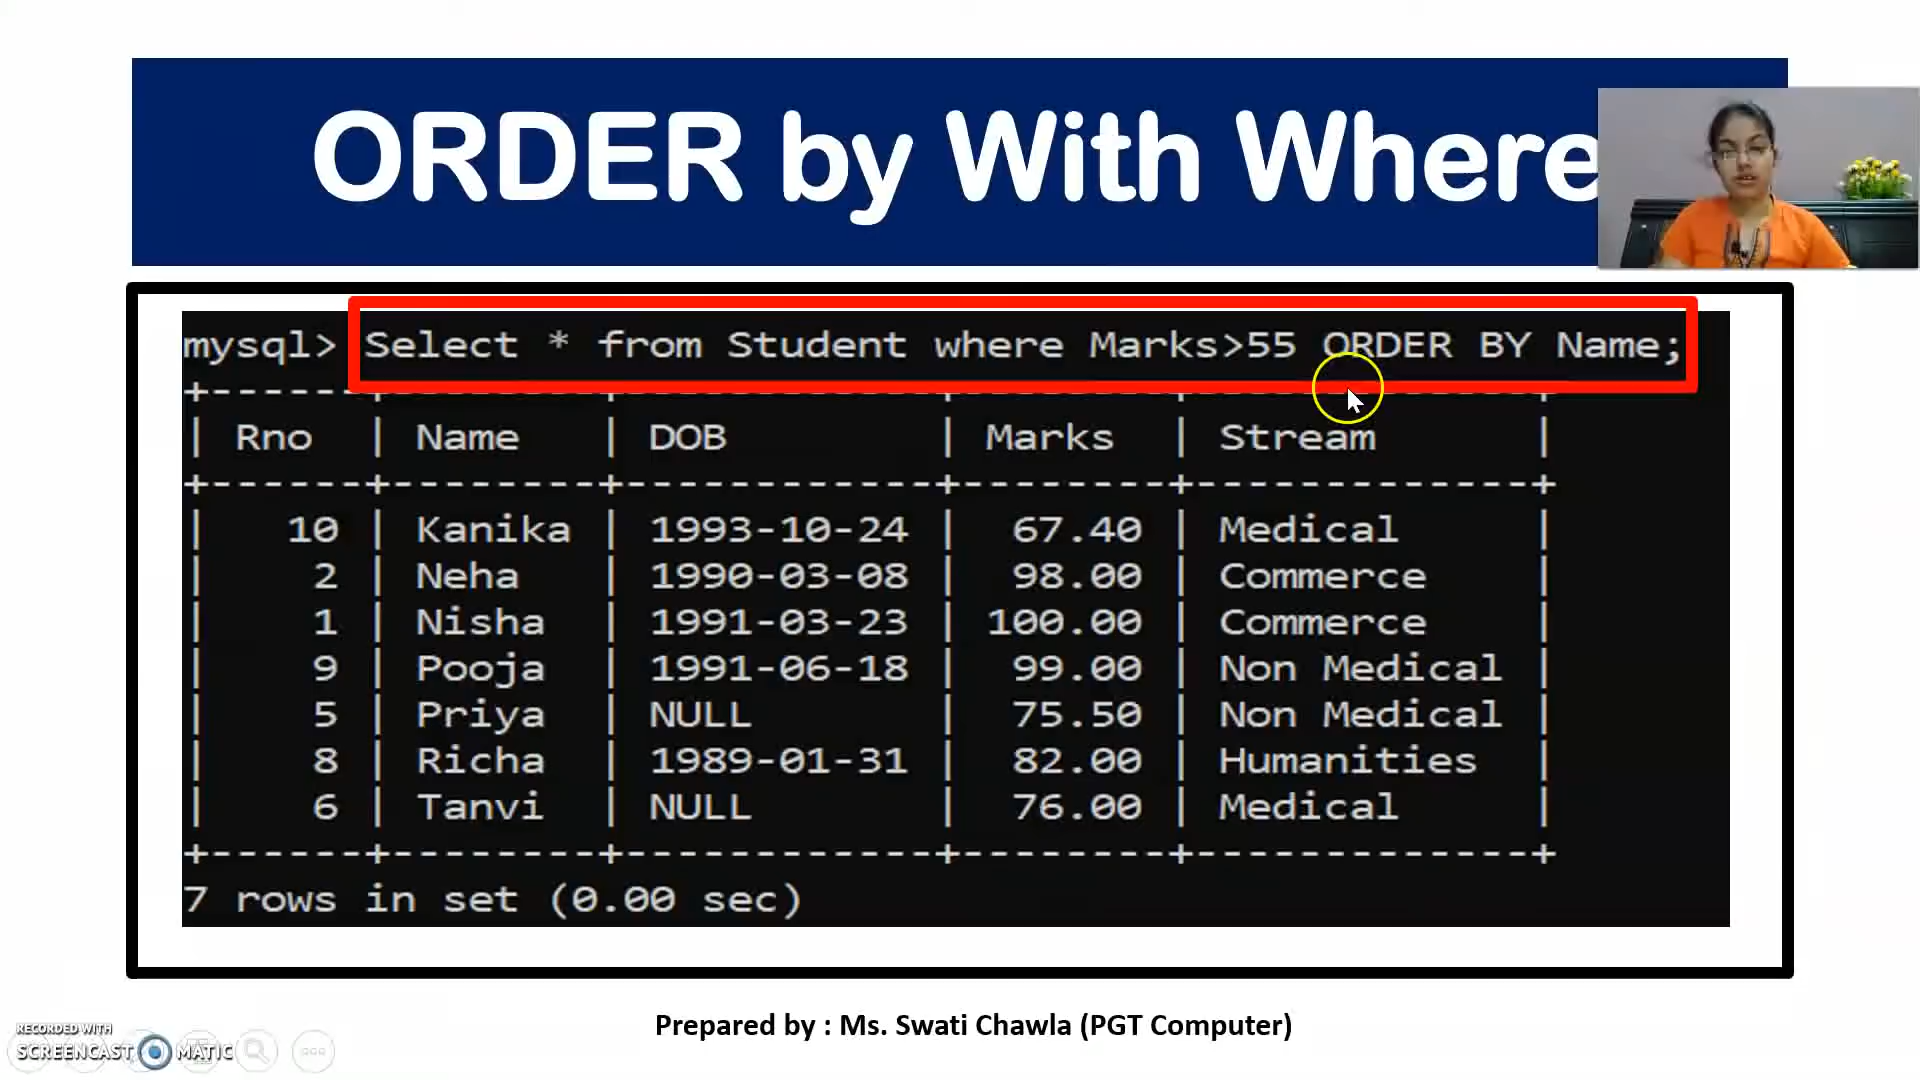 ORDER by With Where
mysql> Select * from Student where Marks>55 ORDER BY Name;
+------+--------+------------+--------+-------------+
| Rno | Name | DOB | Marks | Stream |
+------+--------+------------+--------+-------------+
| 10 | Kanika | 1993-10-24 | 67.40 | Medical |
| 2 | Neha | 1990-03-08 | 98.00 | Commerce |
| 1 | Nisha | 1991-03-23 | 100.00 | Commerce |
| 9 | Pooja | 1991-06-18 | 99.00 | Non Medical |
| 5 | Priya | NULL | 75.50 | Non Medical |
| 8 | Richa | 1989-01-31 | 82.00 | Humanities |
| 6 | Tanvi | NULL | 76.00 | Medical |
+------+--------+------------+--------+-------------+
7 rows in set (0.00 sec)
Prepared by : Ms. Swati Chawla (PGT Computer)
RECORDED WITH
SCREENCAST MATIC